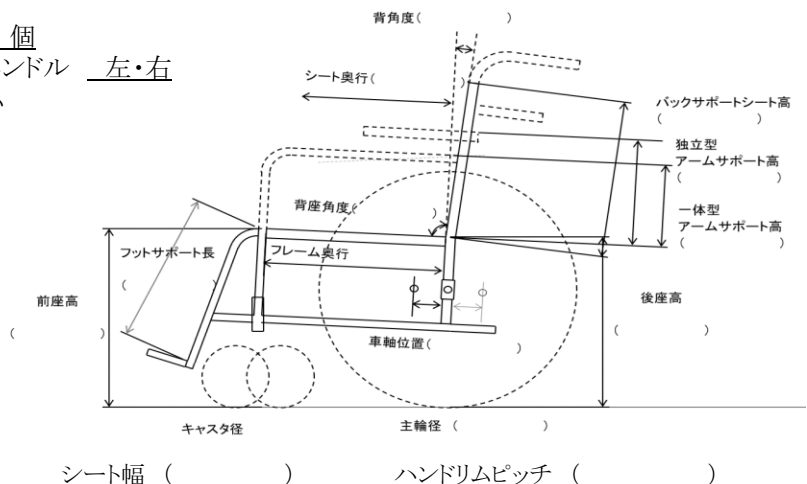 個
ンドル 左・右
背角度( )
シート奥行( )
バックサポートシート高
( )
独立型
アームサポート高
( )
一体型
アームサポート高
( )
背座角度( )
フットサポート長
( )
フレーム奥行
前座高
( )
後座高
( )
車軸位置( )
キャスタ径
主輪径 ( )
シート幅 ( ) ハンドリムピッチ ( )